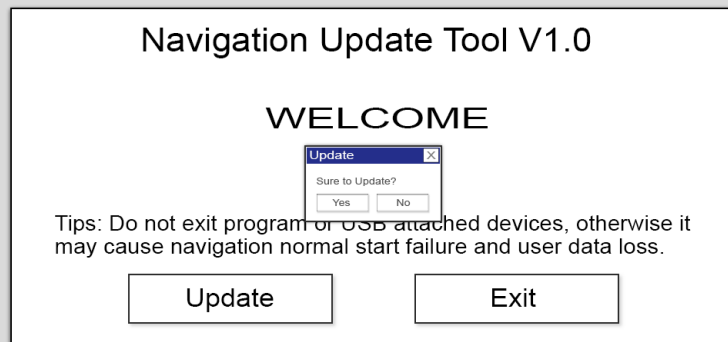 Navigation Update Tool V1.0
WELCOME
Update
Sure to Update?
Yes No
Tips: Do not exit program or USB attached devices, otherwise it
may cause navigation normal start failure and user data loss.
Update Exit